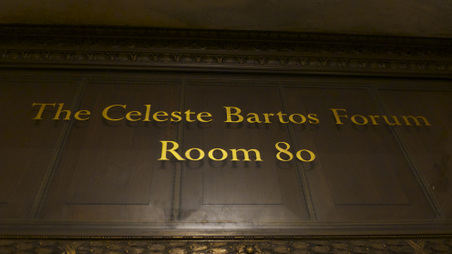 The Celeste Bartos Forum
Room 80